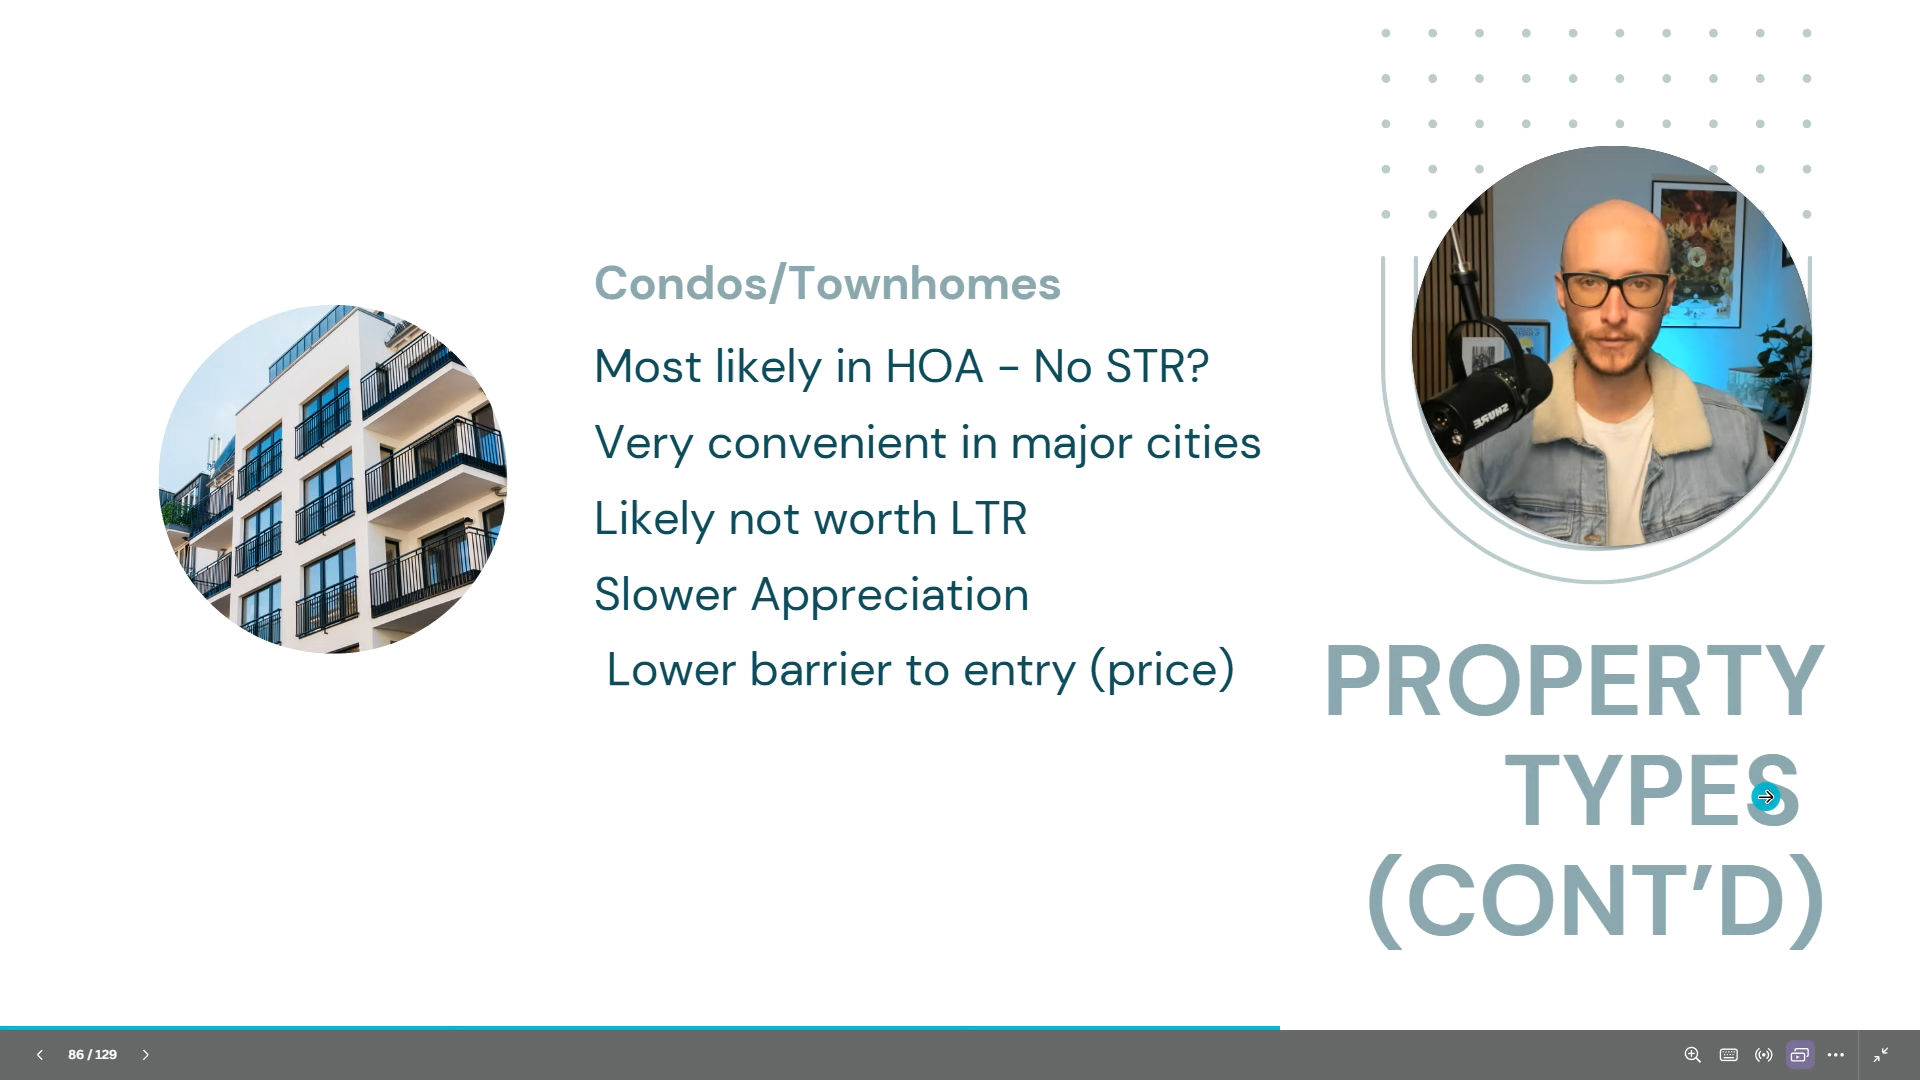 Condos/Townhomes
Most likely in HOA - No STR?
Very convenient in major cities
Likely not worth LTR
Slower Appreciation
Lower barrier to entry (price)
SHURE
PROPERTY
TYPES
(CONT’D)
86 / 129